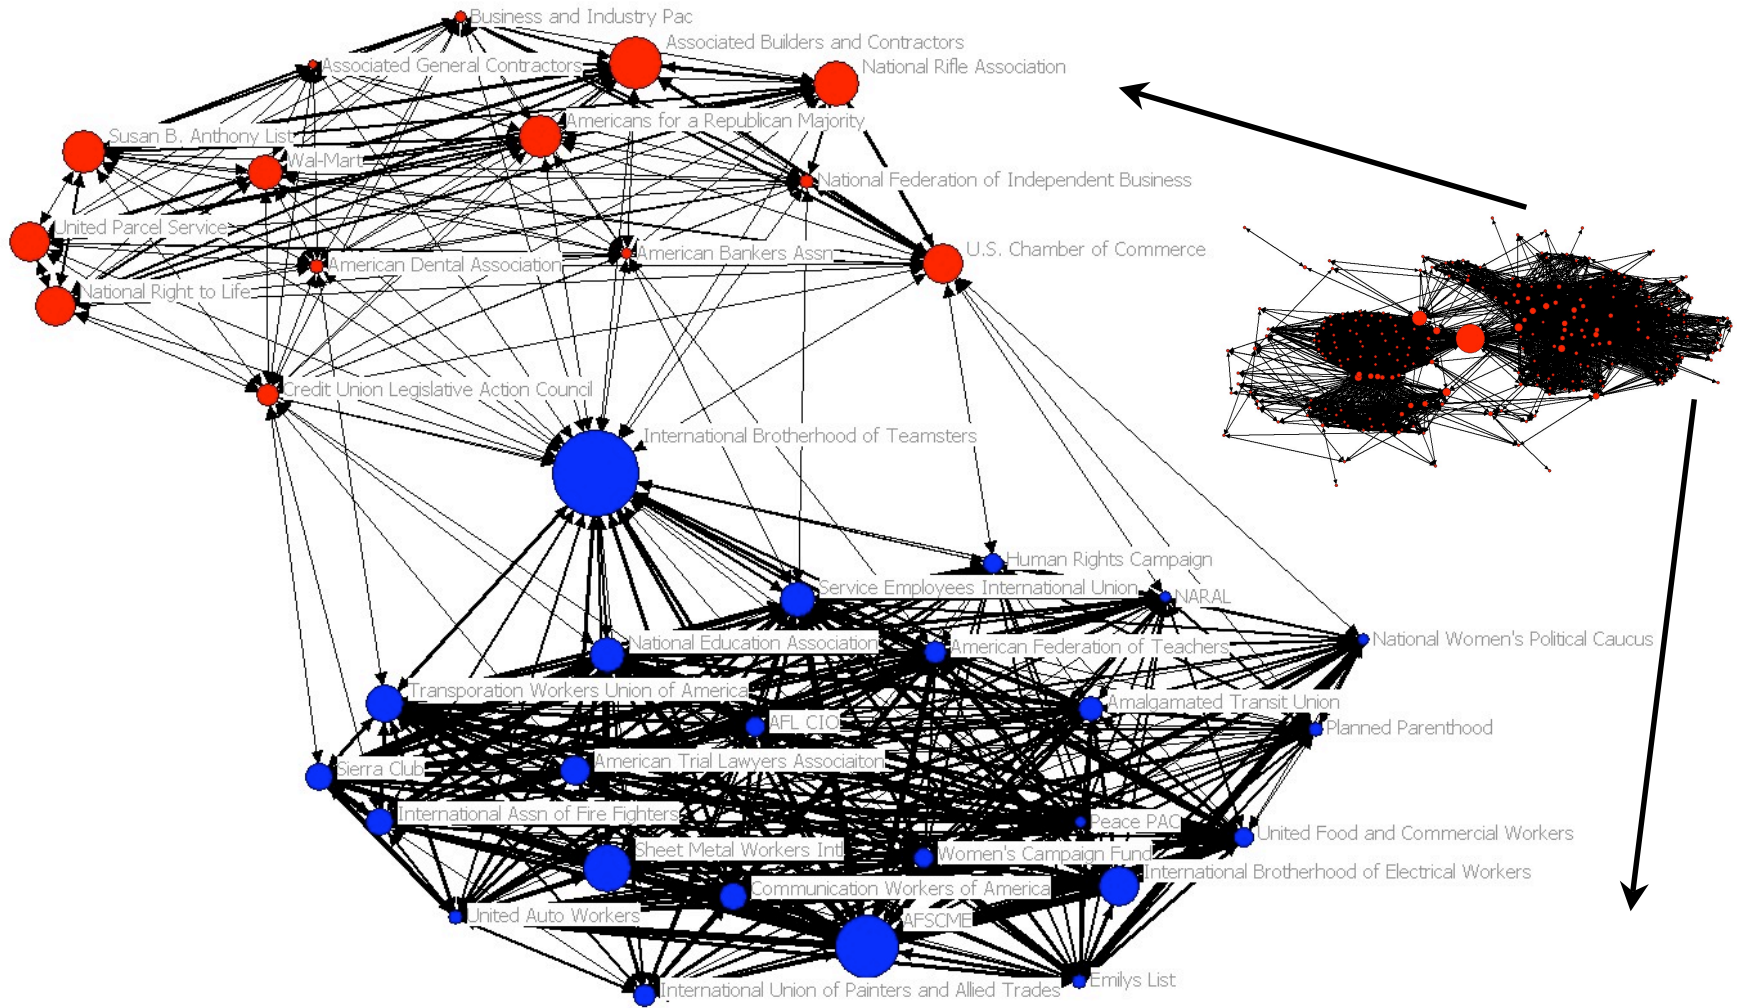 Business and Industry Pac
Associated Builders and Contractors
Associated General Contractors
National Rifle Association
Americans for a Republican Majority
Susan B. Anthony List
Wal-Mart
National Federation of Independent Business
United Parcel Service
American Bankers Assn
U.S. Chamber of Commerce
American Dental Association
National Right to Life
Credit Union Legislative Action Council
International Brotherhood of Teamsters
Human Rights Campaign
Service Employees International Union
NARAL
National Education Association
American Federation of Teachers
National Women's Political Caucus
Transporation Workers Union of America
Amalgamated Transit Union
AFL CIO
Planned Parenthood
Sierra Club
American Trial Lawyers Associaiton
International Assn of Fire Fighters
Peace PAC
United Food and Commercial Workers
Sheet Metal Workers Intl
Women's Campaign Fund
International Brotherhood of Electrical Workers
Communication Workers of America
United Auto Workers
AFSCME
International Union of Painters and Allied Trades
Emilys List